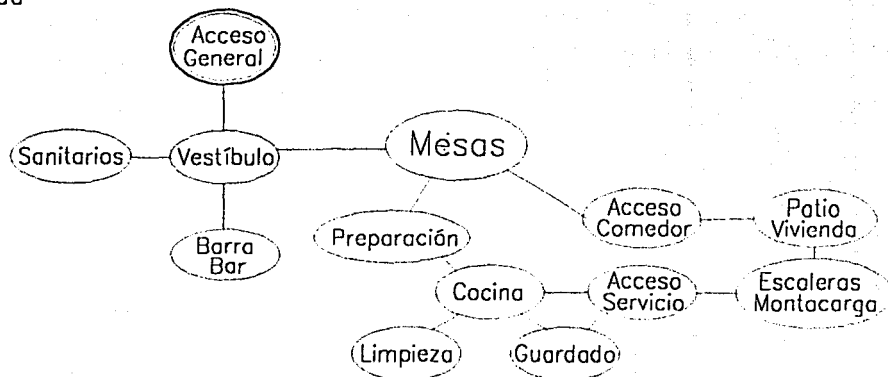 Acceso
General
Sanitarios
Vestíbulo
Mesas
Barra
Bar
Preparación
Acceso
Comedor
Patio
Vivienda
Cocina
Acceso
Servicio
Escaleras
Montacarga
Limpieza
Guardado